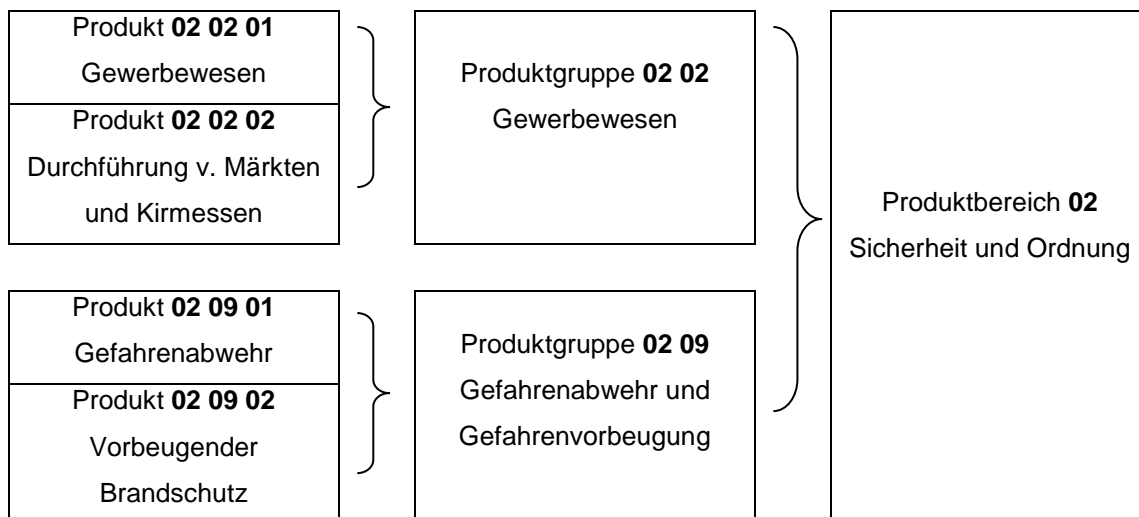 Produkt 02 02 01
Gewerbewesen
Produkt 02 02 02
Durchführung v. Märkten
und Kirmessen
Produktgruppe 02 02
Gewerbewesen
Produkt 02 09 01
Gefahrenabwehr
Produkt 02 09 02
Vorbeugender
Brandschutz
Produktgruppe 02 09
Gefahrenabwehr und
Gefahrenvorbeugung
Produktbereich 02
Sicherheit und Ordnung